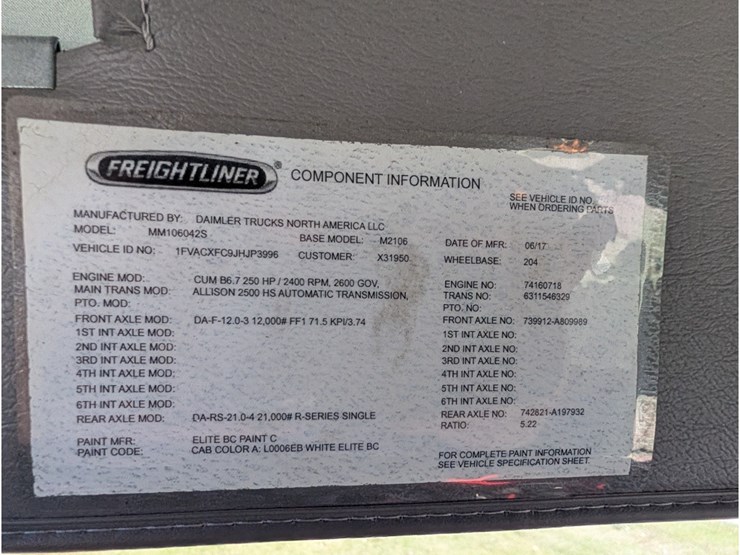 FREIGHTLINER® COMPONENT INFORMATION
SEE VEHICLE ID NO.
WHEN ORDERING PARTS
MANUFACTURED BY: DAIMLER TRUCKS NORTH AMERICA LLC
MODEL: MM106042S BASE MODEL: M2106 DATE OF MFR: 06/17
VEHICLE ID NO: 1FVACXFC9JHJP3996 CUSTOMER: X31950 WHEELBASE: 204
ENGINE MOD: CUM B6.7 250 HP / 2400 RPM, 2600 GOV, ENGINE NO: 74160718
MAIN TRANS MOD: ALLISON 2500 HS AUTOMATIC TRANSMISSION, TRANS NO: 6311546329
PTO. MOD: PTO. NO:
FRONT AXLE MOD: DA-F-12.0-3 12,000# FF1 71.5 KPI/3.74 FRONT AXLE NO: 739912-A809989
1ST INT AXLE MOD: 1ST INT AXLE NO:
2ND INT AXLE MOD: 2ND INT AXLE NO:
3RD INT AXLE MOD: 3RD INT AXLE NO:
4TH INT AXLE MOD: 4TH INT AXLE NO:
5TH INT AXLE MOD: 5TH INT AXLE NO:
6TH INT AXLE MOD: 6TH INT AXLE NO:
REAR AXLE MOD: DA-RS-21.0-4 21,000# R-SERIES SINGLE REAR AXLE NO: 742821-A197932
RATIO: 5.22
PAINT MFR: ELITE BC PAINT C
PAINT CODE: CAB COLOR A: L0006EB WHITE ELITE BC
FOR COMPLETE PAINT INFORMATION
SEE VEHICLE SPECIFICATION SHEET.